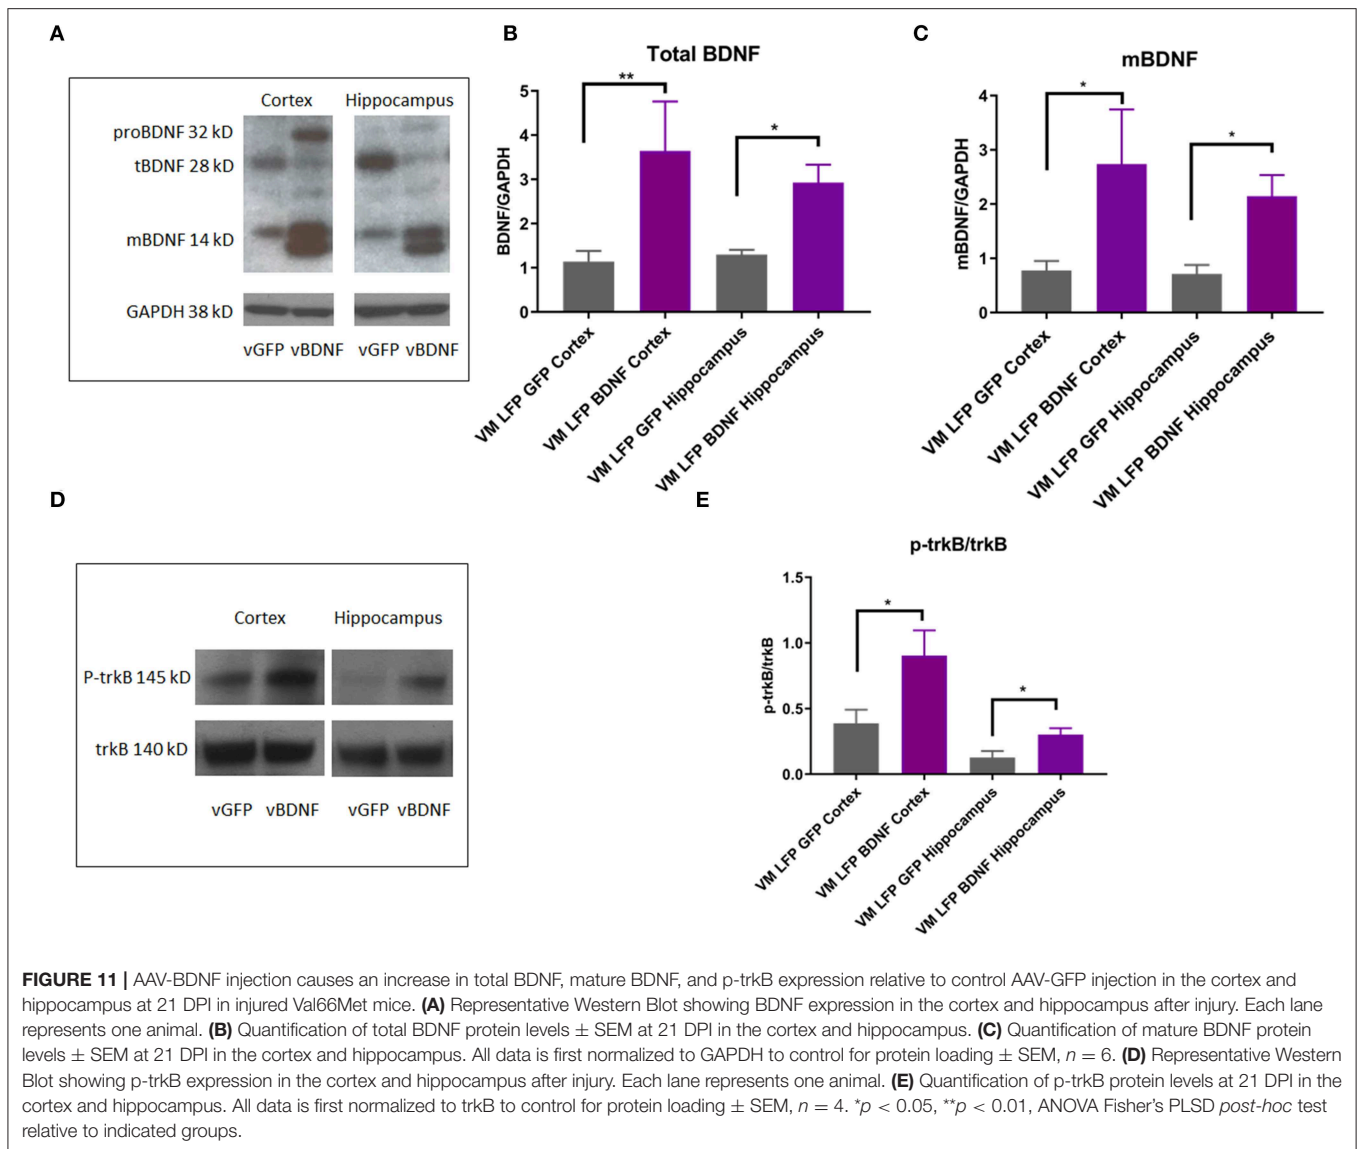 A
Cortex Hippocampus
proBDNF 32 kD
tBDNF 28 kD
mBDNF 14 kD
GAPDH 38 kD
vGFP vBDNF vGFP vBDNF
B
Total BDNF
**
*
BDNF/GAPDH
5
4
3
2
1
0
VM LFP GFP Cortex
VM LFP BDNF Cortex
VM LFP GFP Hippocampus
VM LFP BDNF Hippocampus
C
mBDNF
*
*
mBDNF/GAPDH
4
3
2
1
0
VM LFP GFP Cortex
VM LFP BDNF Cortex
VM LFP GFP Hippocampus
VM LFP BDNF Hippocampus
D
Cortex Hippocampus
P-trkB 145 kD
trkB 140 kD
vGFP vBDNF vGFP vBDNF
E
p-trkB/trkB
*
*
p-trkB/trkB
1.5
1.0
0.5
0.0
VM LFP GFP Cortex
VM LFP BDNF Cortex
VM LFP GFP Hippocampus
VM LFP BDNF Hippocampus
FIGURE 11 | AAV-BDNF injection causes an increase in total BDNF, mature BDNF, and p-trkB expression relative to control AAV-GFP injection in the cortex and
hippocampus at 21 DPI in injured Val66Met mice. (A) Representative Western Blot showing BDNF expression in the cortex and hippocampus after injury. Each lane
represents one animal. (B) Quantification of total BDNF protein levels ± SEM at 21 DPI in the cortex and hippocampus. (C) Quantification of mature BDNF protein
levels ± SEM at 21 DPI in the cortex and hippocampus. All data is first normalized to GAPDH to control for protein loading ± SEM, n = 6. (D) Representative Western
Blot showing p-trkB expression in the cortex and hippocampus after injury. Each lane represents one animal. (E) Quantification of p-trkB protein levels at 21 DPI in the
cortex and hippocampus. All data is first normalized to trkB to control for protein loading ± SEM, n = 4. *p < 0.05, **p < 0.01, ANOVA Fisher's PLSD post-hoc test
relative to indicated groups.